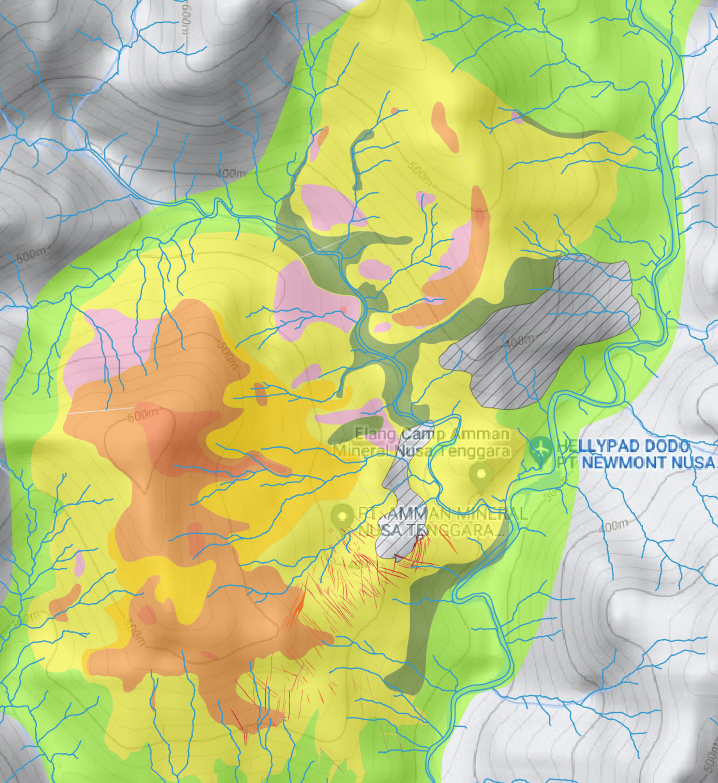 600m
400m
500m
500m
400m
500m
600m
Elang Camp Amman
Mineral Nusa Tenggara
HELLYPAD DODO
PT NEWMONT NUSA
PT. AMMAN MINERAL
NUSA TENGGARA...
400m
500m
500m